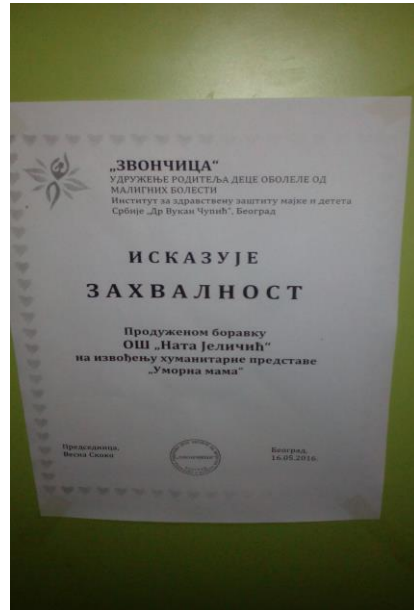 „ЗВОНЧИЦА“
УДРУЖЕЊЕ РОДИТЕЉА ДЕЦЕ ОБОЛЕЛЕ ОД
МАЛИГНИХ БОЛЕСТИ
Институт за здравствену заштиту мајке и детета
Србије „Др Вукан Чупић“, Београд
ИСКАЗУЈЕ
ЗАХВАЛНОСТ
Продуженом боравку
ОШ „Ната Јеличић“
на извођењу хуманитарне представе
„Уморна мама“
Председница,
Весна
Београд,
16.05.2016.